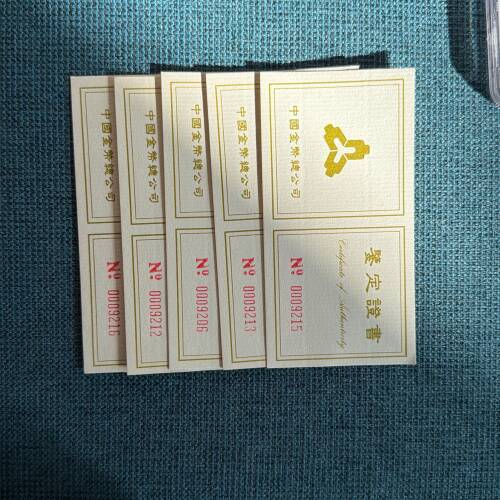 中國金幣總公司
№ 0009216
中國金幣總公司
№ 0009212
中國金幣總公司
№ 0009206
中國金幣總公司
№ 0009213
中國金幣總公司
鑒定證書
Certificate of Authenticity
№ 0009215